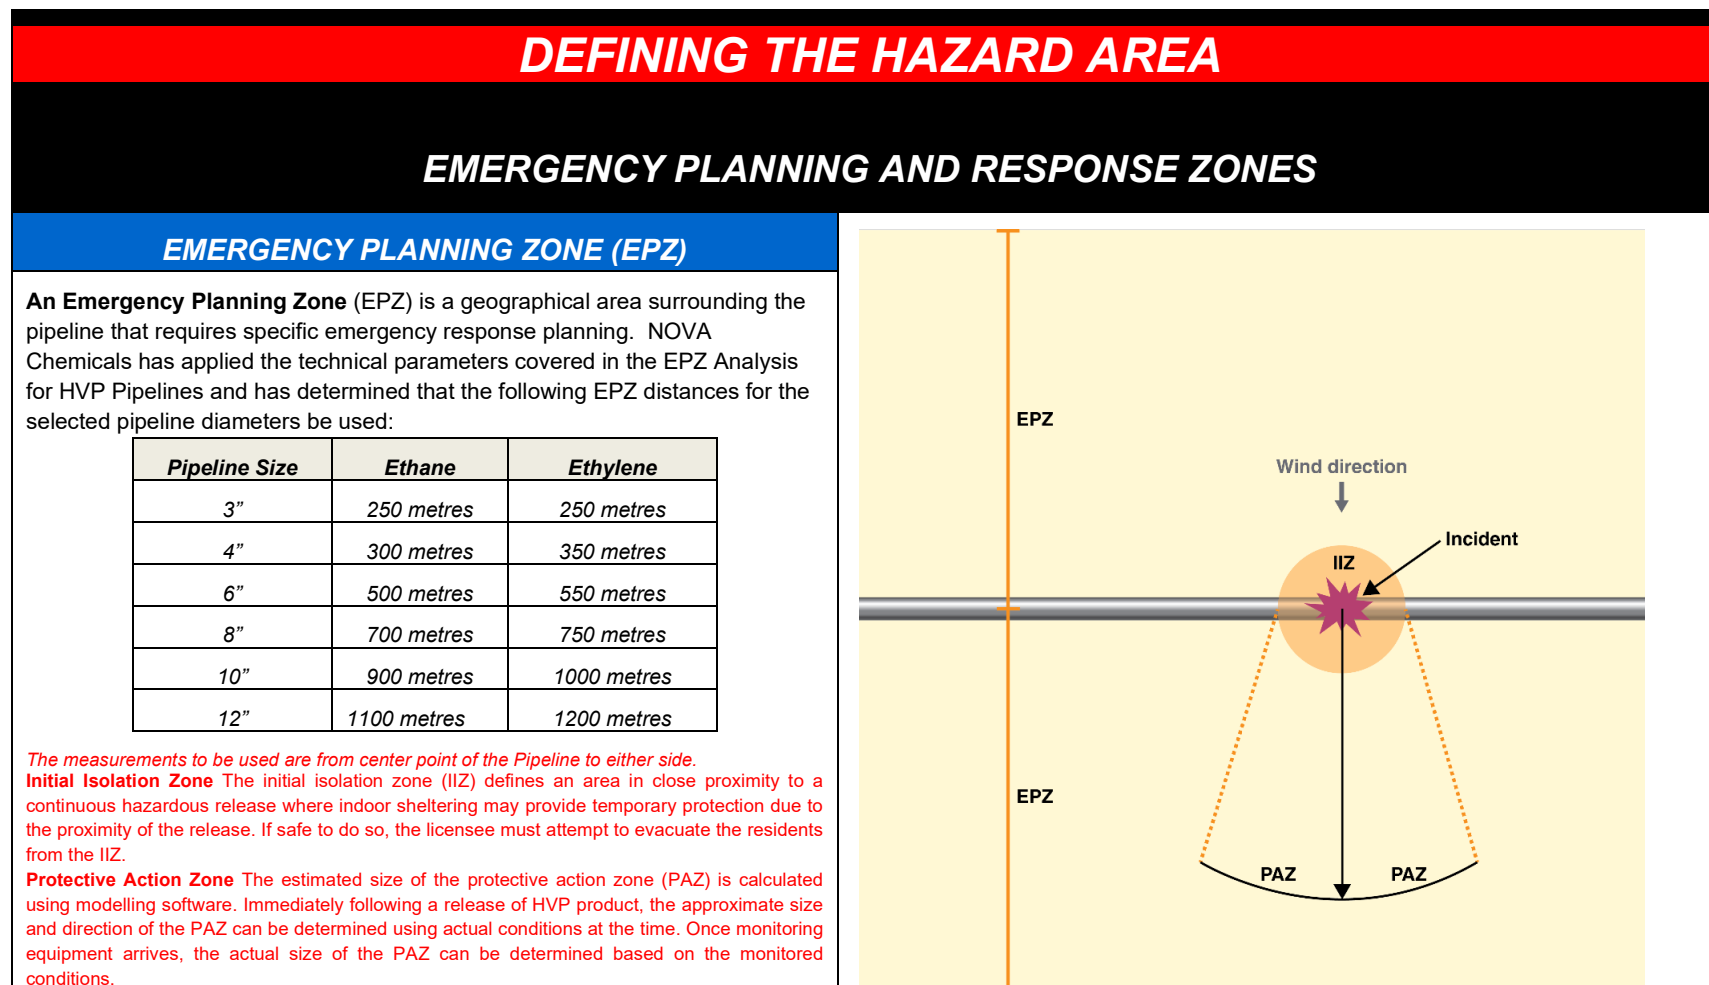 DEFINING THE HAZARD AREA
EMERGENCY PLANNING AND RESPONSE ZONES
EMERGENCY PLANNING ZONE (EPZ)
An Emergency Planning Zone (EPZ) is a geographical area surrounding the
pipeline that requires specific emergency response planning.  NOVA
Chemicals has applied the technical parameters covered in the EPZ Analysis
for HVP Pipelines and has determined that the following EPZ distances for the
selected pipeline diameters be used:
Pipeline Size Ethane Ethylene
3” 250 metres 250 metres
4” 300 metres 350 metres
6” 500 metres 550 metres
8” 700 metres 750 metres
10” 900 metres 1000 metres
12” 1100 metres 1200 metres
The measurements to be used are from center point of the Pipeline to either side.
Initial Isolation Zone The initial isolation zone (IIZ) defines an area in close proximity to a
continuous hazardous release where indoor sheltering may provide temporary protection due to
the proximity of the release. If safe to do so, the licensee must attempt to evacuate the residents
from the IIZ.
Protective Action Zone The estimated size of the protective action zone (PAZ) is calculated
using modelling software. Immediately following a release of HVP product, the approximate size
and direction of the PAZ can be determined using actual conditions at the time. Once monitoring
equipment arrives, the actual size of the PAZ can be determined based on the monitored
conditions.
EPZ
Wind direction
Incident
IIZ
EPZ
PAZ PAZ